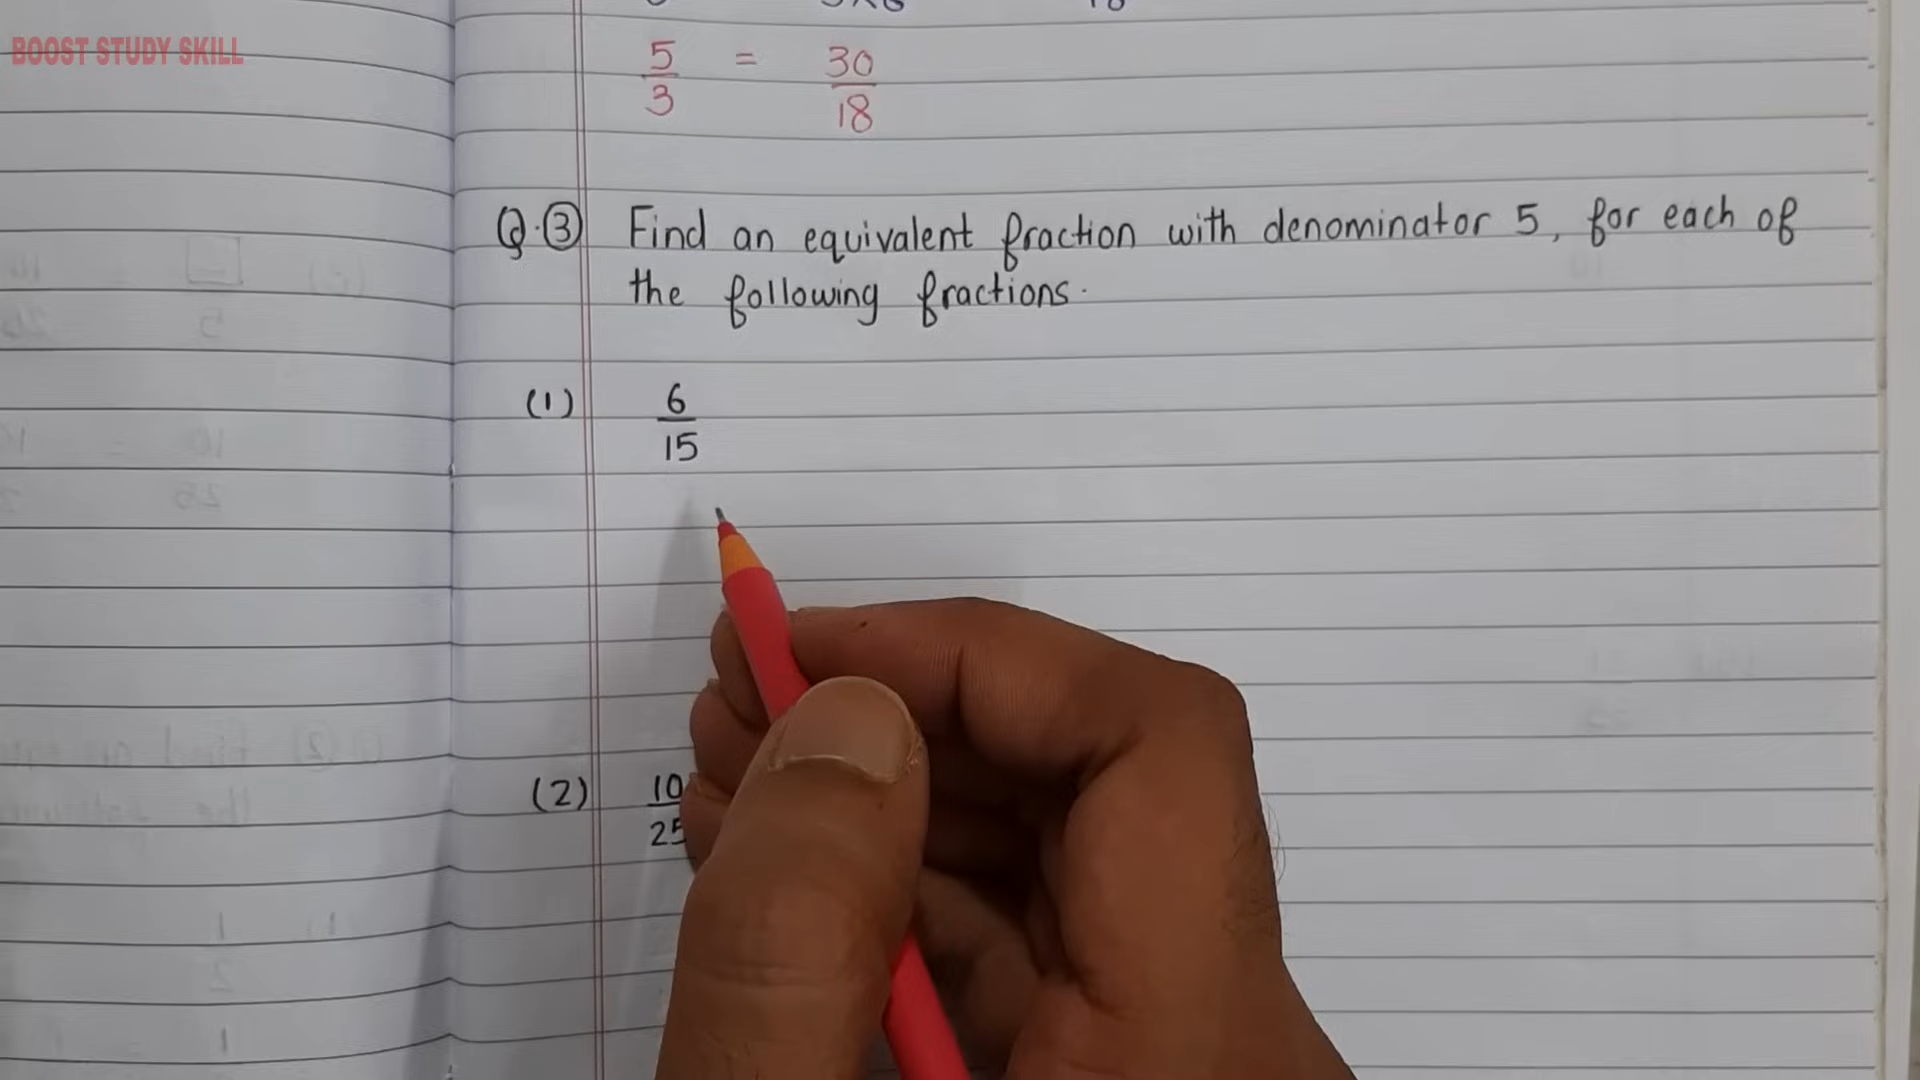 BOOST STUDY SKILL
18
5/3 = 30/18
Q.③ Find an equivalent fraction with denominator 5, for each of
the following fractions.
(1) 6/15
(2) 10/25